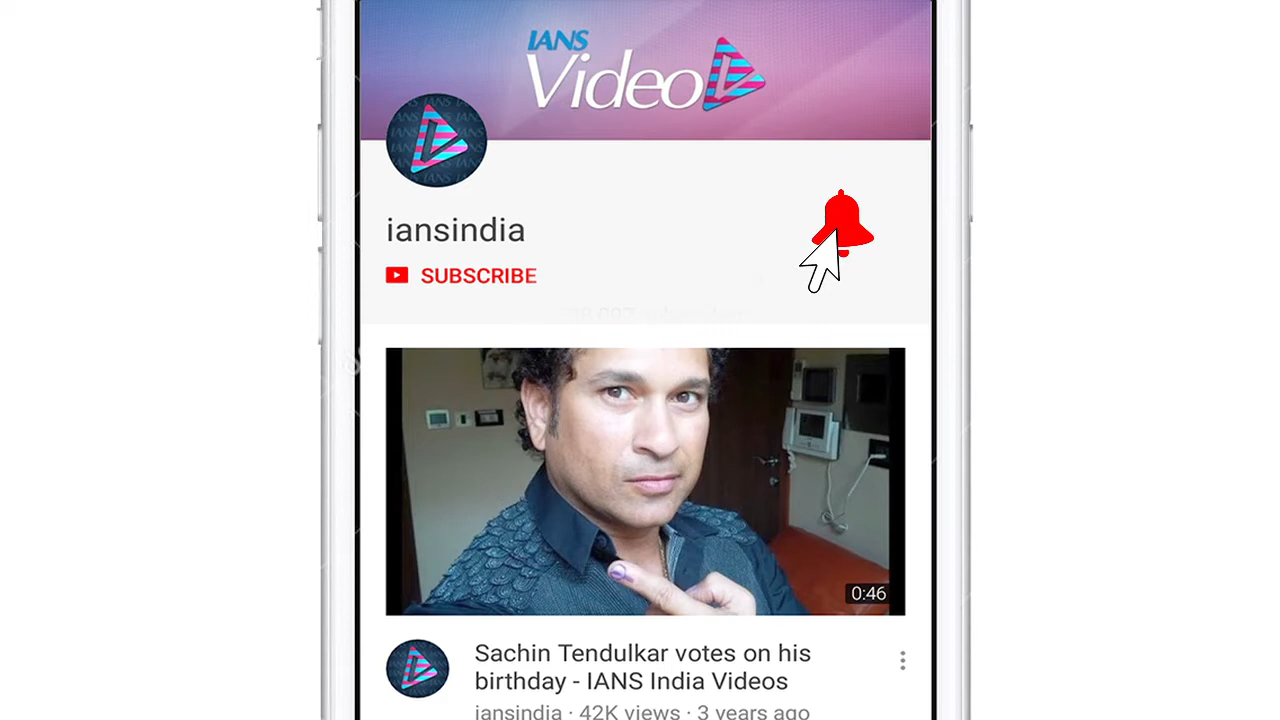 IANS
Video
iansindia
SUBSCRIBE
0:46
Sachin Tendulkar votes on his
birthday - IANS India Videos
iansindia · 42K views · 3 years ago